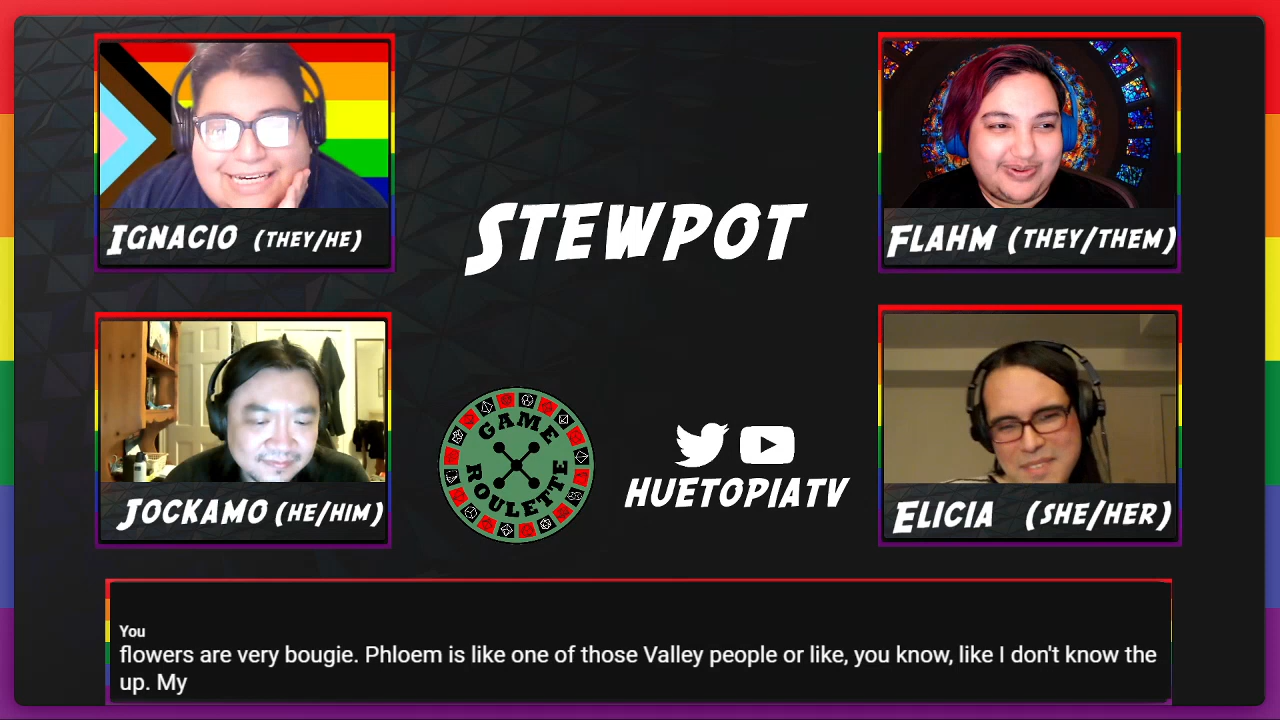 IGNACIO (THEY/HE)
FLAHM (THEY/THEM)
STEWPOT
JOCKAMO (HE/HIM)
GAME
ROULETTE
HUETOPIATV
ELICIA (SHE/HER)
You
flowers are very bougie. Phloem is like one of those Valley people or like, you know, like I don't know the
up. My